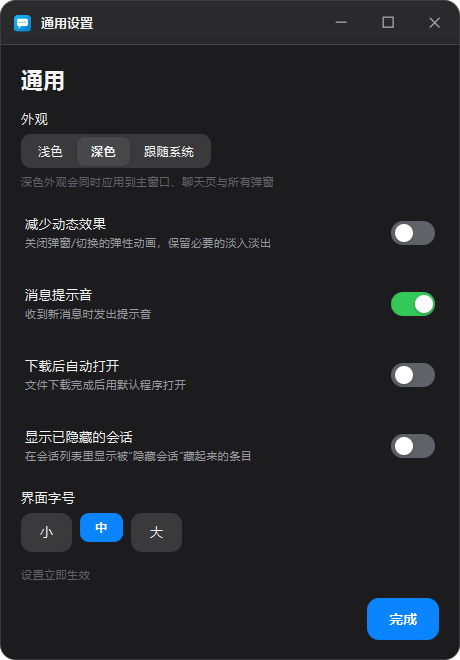 通用设置
通用
外观
浅色 深色 跟随系统
深色外观会同时应用到主窗口、聊天页与所有弹窗
减少动态效果
关闭弹窗/切换的弹性动画，保留必要的淡入淡出
消息提示音
收到新消息时发出提示音
下载后自动打开
文件下载完成后用默认程序打开
显示已隐藏的会话
在会话列表里显示被"隐藏会话"藏起来的条目
界面字号
小 中 大
设置立即生效
完成